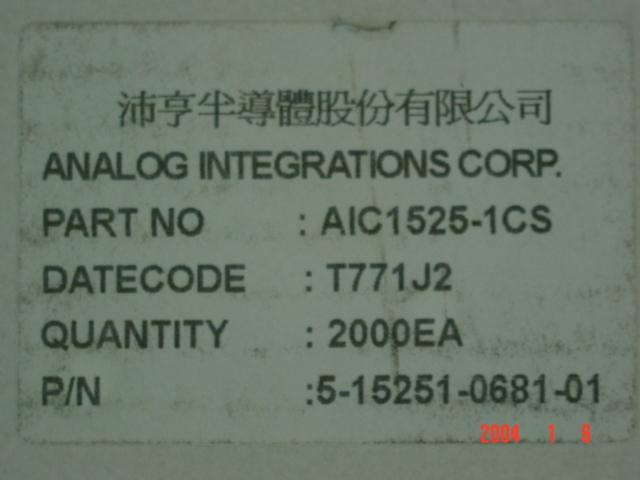 沛亨半導體股份有限公司
ANALOG INTEGRATIONS CORP.
PART NO : AIC1525-1CS
DATECODE : T771J2
QUANTITY : 2000EA
P/N :5-15251-0681-01
2004 1 6